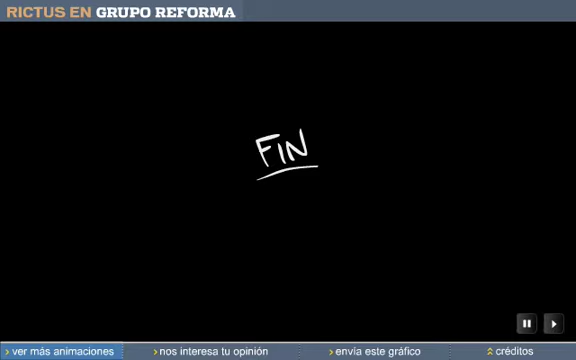 RICTUS EN GRUPO REFORMA
FIN
ver más animaciones
nos interesa tu opinión
envía este gráfico
créditos